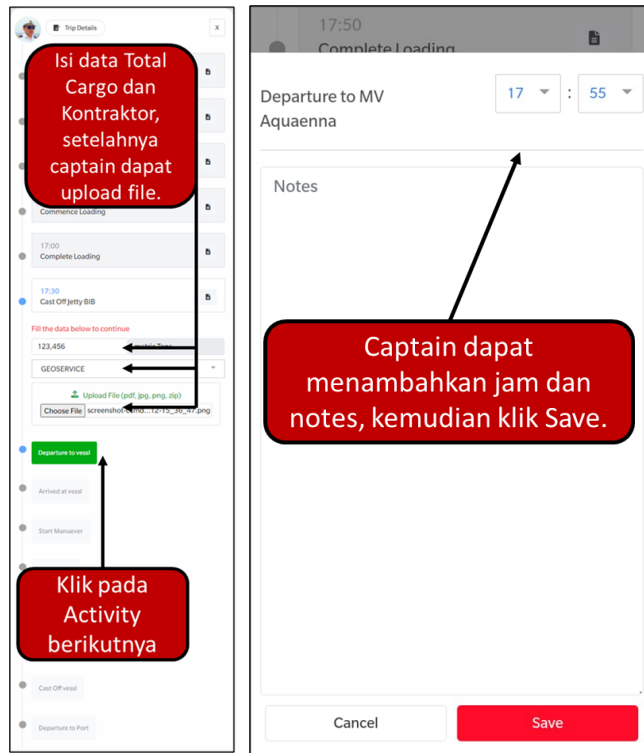 Trip Details
x
Isi data Total
Cargo dan
Kontraktor,
setelahnya
captain dapat
upload file.
Commence Loading
17:00
Complete Loading
17:30
Cast Off Jetty BIB
Fill the data below to continue
123,456
GEOSERVICE
Upload File (pdf, jpg, png, zip)
Choose File
Departure to vessl
Arrived at vessl
Start Manuever
Klik pada
Activity
berikutnya
Cast Off vessl
Departure to Port
17:50
Complete Loading
Departure to MV
Aquaenna
17 : 55
Notes
Captain dapat
menambahkan jam dan
notes, kemudian klik Save.
Cancel
Save